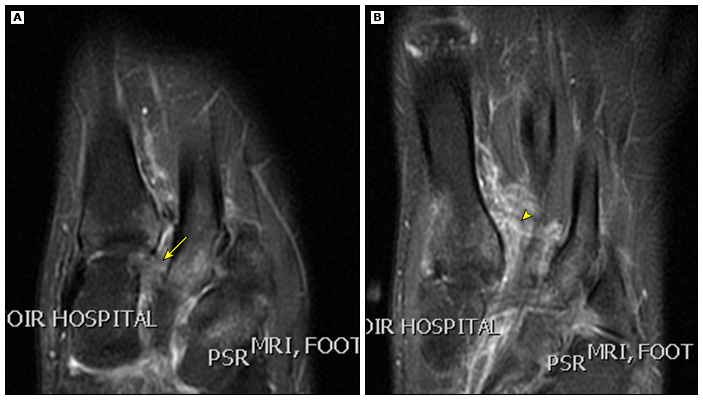 A
OIR HOSPITAL
PSR
MRI, FOOT
B
OIR HOSPITAL
PSR
MRI, FOOT